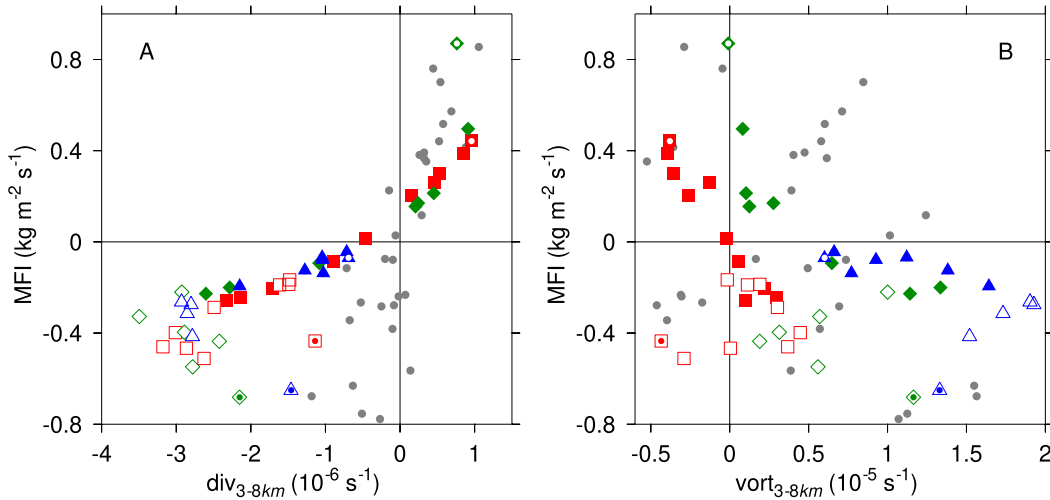 A
B
MFI (kg m⁻² s⁻¹)
0.8
0.4
0
-0.4
-0.8
-4 -3 -2 -1 0 1
div₃₋₈ₖₘ (10⁻⁶ s⁻¹)
MFI (kg m⁻² s⁻¹)
0.8
0.4
0
-0.4
-0.8
-0.5 0 0.5 1 1.5 2
vort₃₋₈ₖₘ (10⁻⁵ s⁻¹)